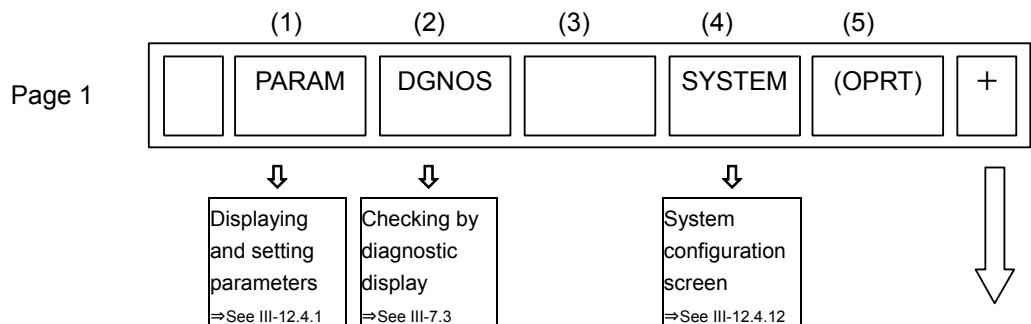 (1) (2) (3) (4) (5)
Page 1
PARAM DGNOS SYSTEM (OPRT) +
Displaying
and setting
parameters
⇒See III-12.4.1
Checking by
diagnostic
display
⇒See III-7.3
System
configuration
screen
⇒See III-12.4.12